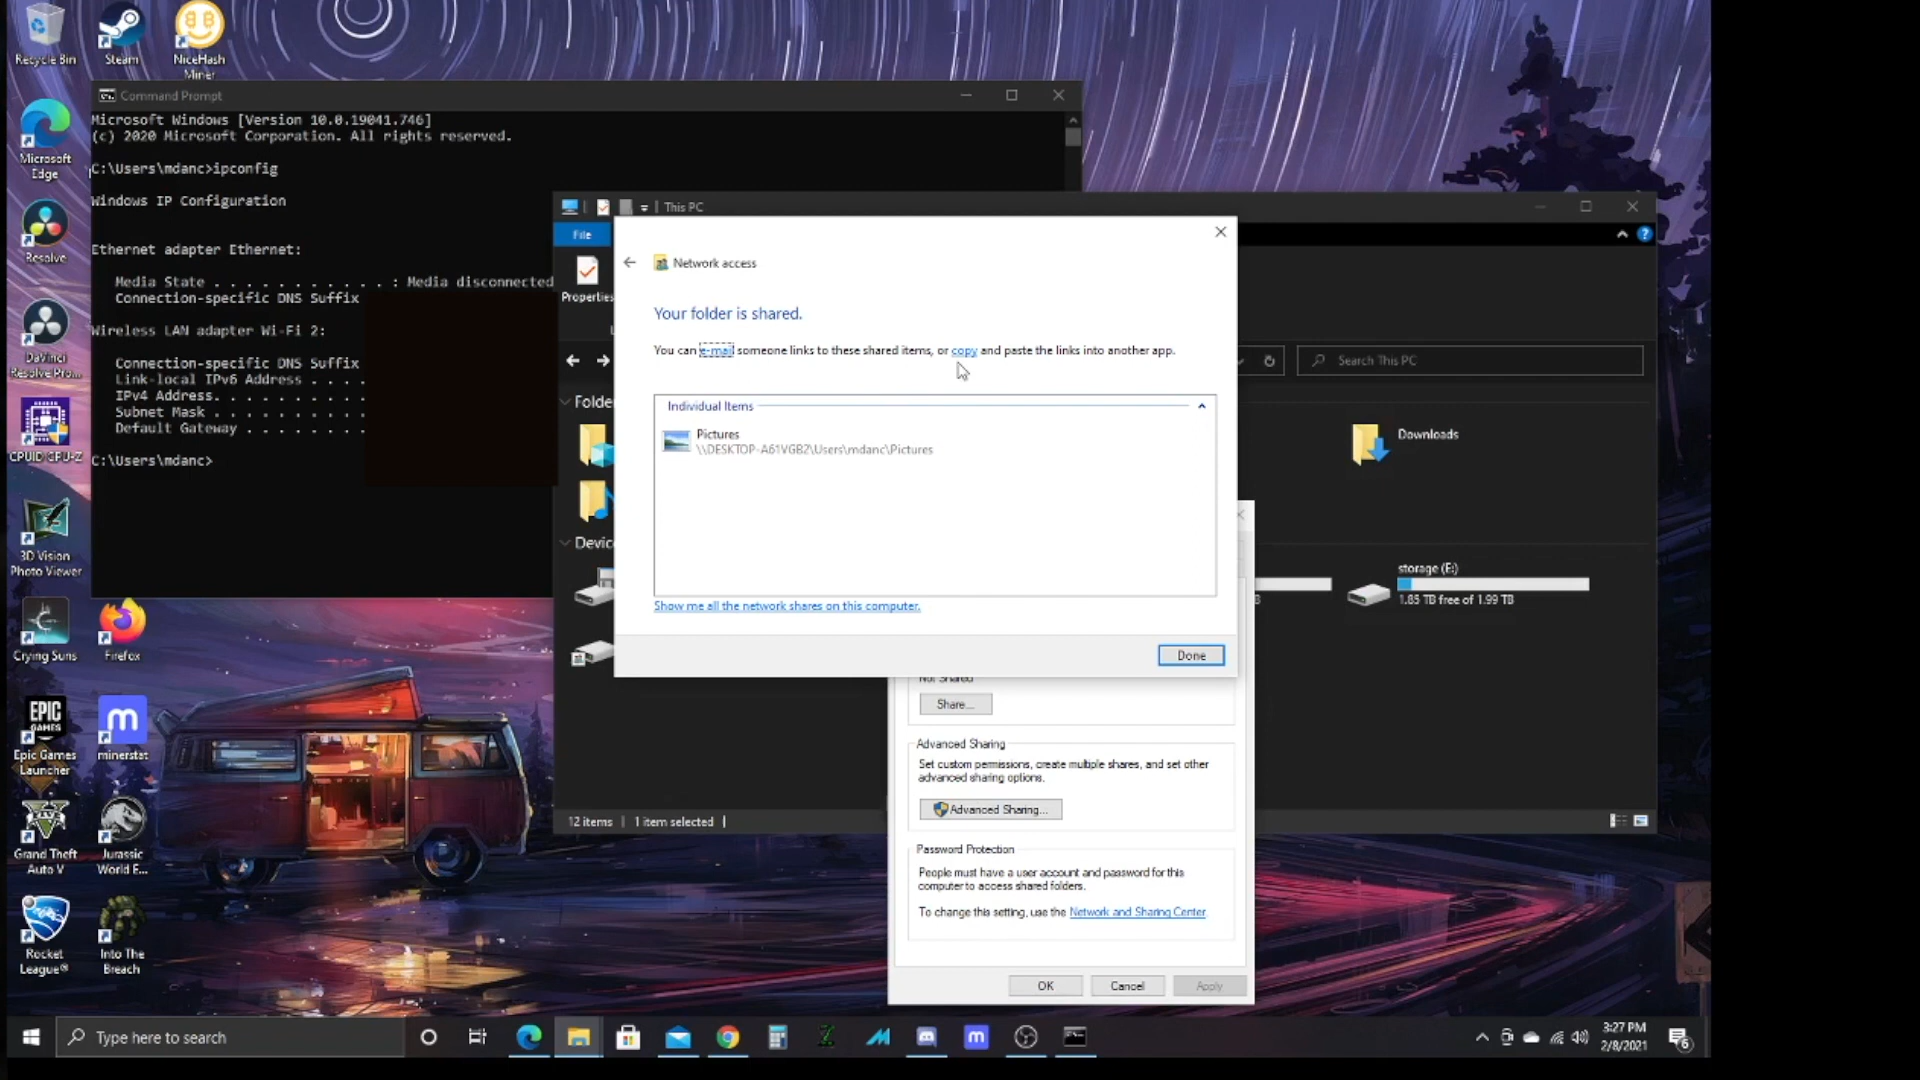 Recycle Bin
Steam
NiceHash
Miner
Microsoft
Edge
Resolve
DaVinci
Resolve Pro...
CPUID CPU-Z
3D Vision
Photo Viewer
Crying Suns
Firefox
Epic Games
Launcher
minerstat
Grand Theft
Auto V
Jurassic
World E...
Rocket
League®
Into The
Breach
EPIC
GAMES
m
Command Prompt
Microsoft Windows [Version 10.0.19041.746]
(c) 2020 Microsoft Corporation. All rights reserved.
C:\Users\mdanc>ipconfig
Windows IP Configuration
Ethernet adapter Ethernet:
Media State . . . . . . . . . . . : Media disconnected
Connection-specific DNS Suffix
Wireless LAN adapter Wi-Fi 2:
Connection-specific DNS Suffix
Link-local IPv6 Address . . . .
IPv4 Address. . . . . . . . . .
Subnet Mask . . . . . . . . . .
Default Gateway . . . . . . . .
C:\Users\mdanc>
This PC
File
Properties
Search This PC
Downloads
storage (E:)
1.85 TB free of 1.99 TB
12 items
1 item selected
Network access
Your folder is shared.
You can e-mail someone links to these shared items, or copy and paste the links into another app.
Individual Items
Pictures
\\DESKTOP-A61VGB2\Users\mdanc\Pictures
Show me all the network shares on this computer.
Done
Not Shared
Share...
Advanced Sharing
Set custom permissions, create multiple shares, and set other
advanced sharing options.
Advanced Sharing...
Password Protection
People must have a user account and password for this
computer to access shared folders.
To change this setting, use the Network and Sharing Center.
OK
Cancel
Apply
Type here to search
3:27 PM
2/8/2021
6